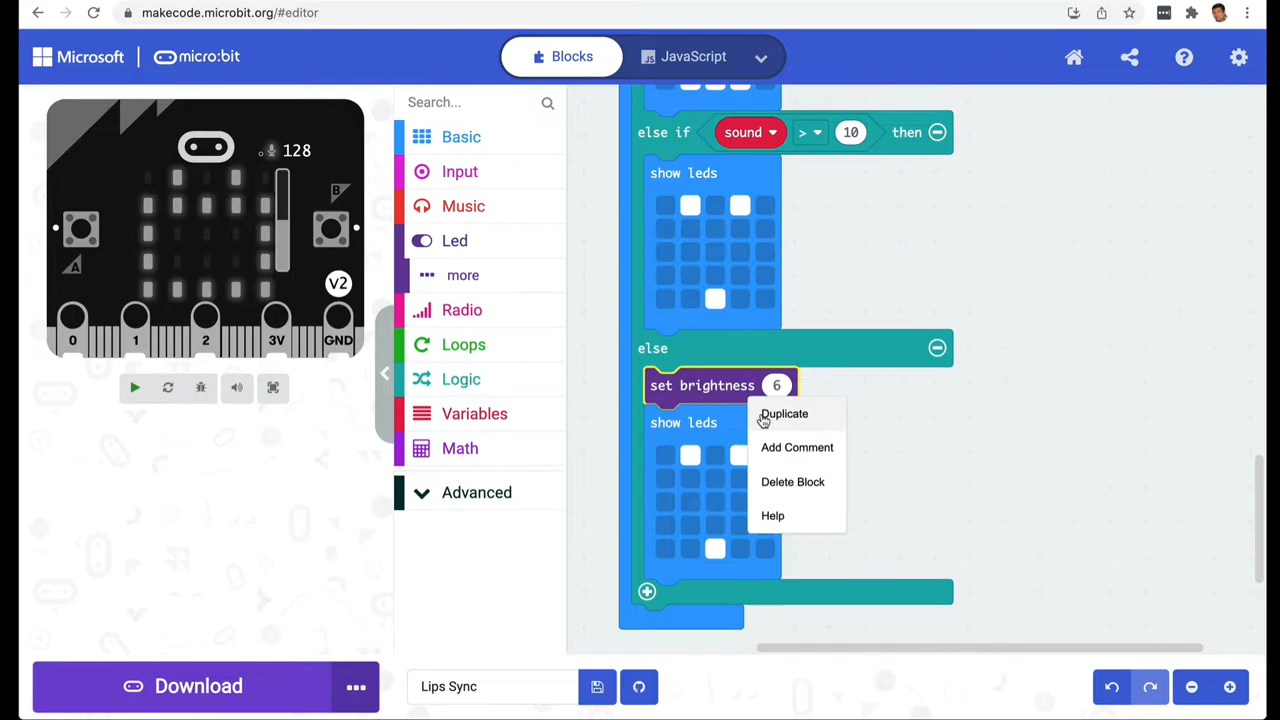 makecode.microbit.org/#editor
Microsoft
micro:bit
Blocks
JavaScript
128
B
A
V2
0 1 2 3V GND
Search...
Basic
Input
Music
Led
more
Radio
Loops
Logic
Variables
Math
Advanced
else if sound > 10 then
show leds
else
set brightness 6
show leds
Duplicate
Add Comment
Delete Block
Help
Download
Lips Sync